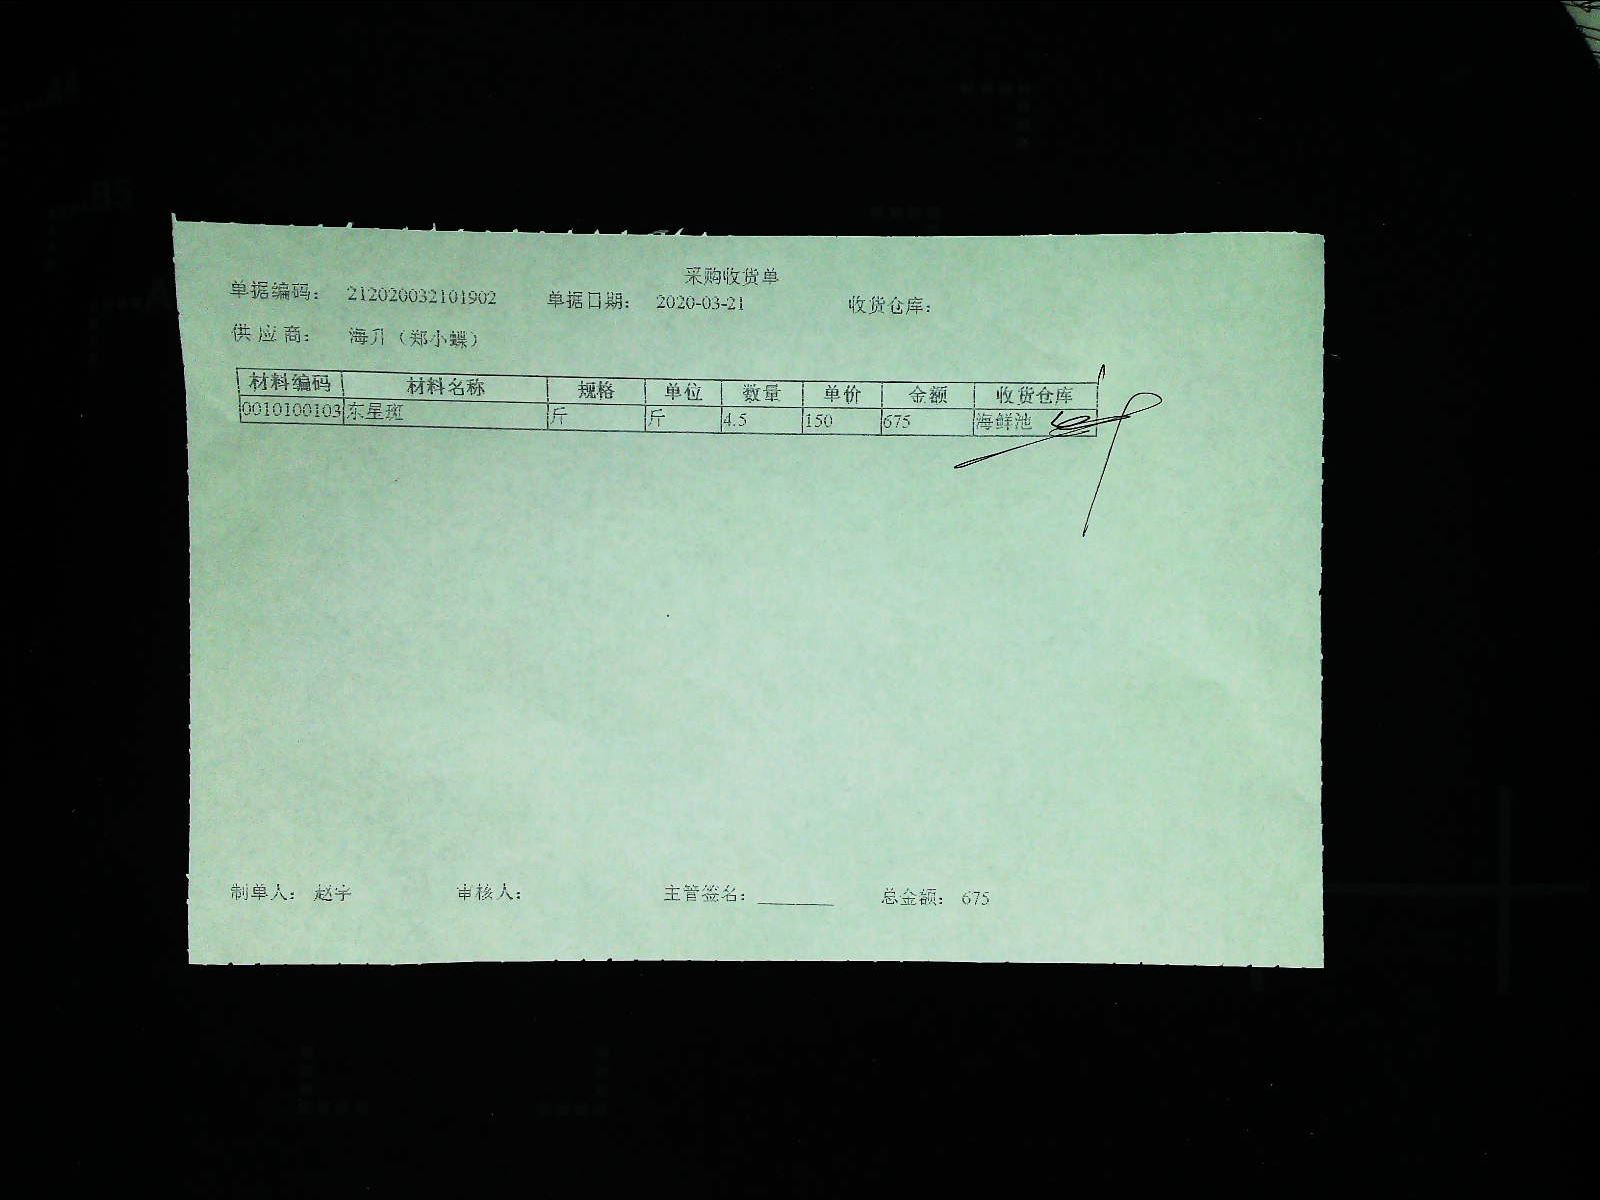 采购收货单
单据编码: 212020032101902 单据日期: 2020-03-21 收货仓库:
供应商: 海升（郑小蝶）
材料编码 材料名称 规格 单位 数量 单价 金额 收货仓库
0010100103 东星斑 斤 斤 4.5 150 675 海鲜池
制单人: 赵宇 审核人: 主管签名: ________ 总金额: 675